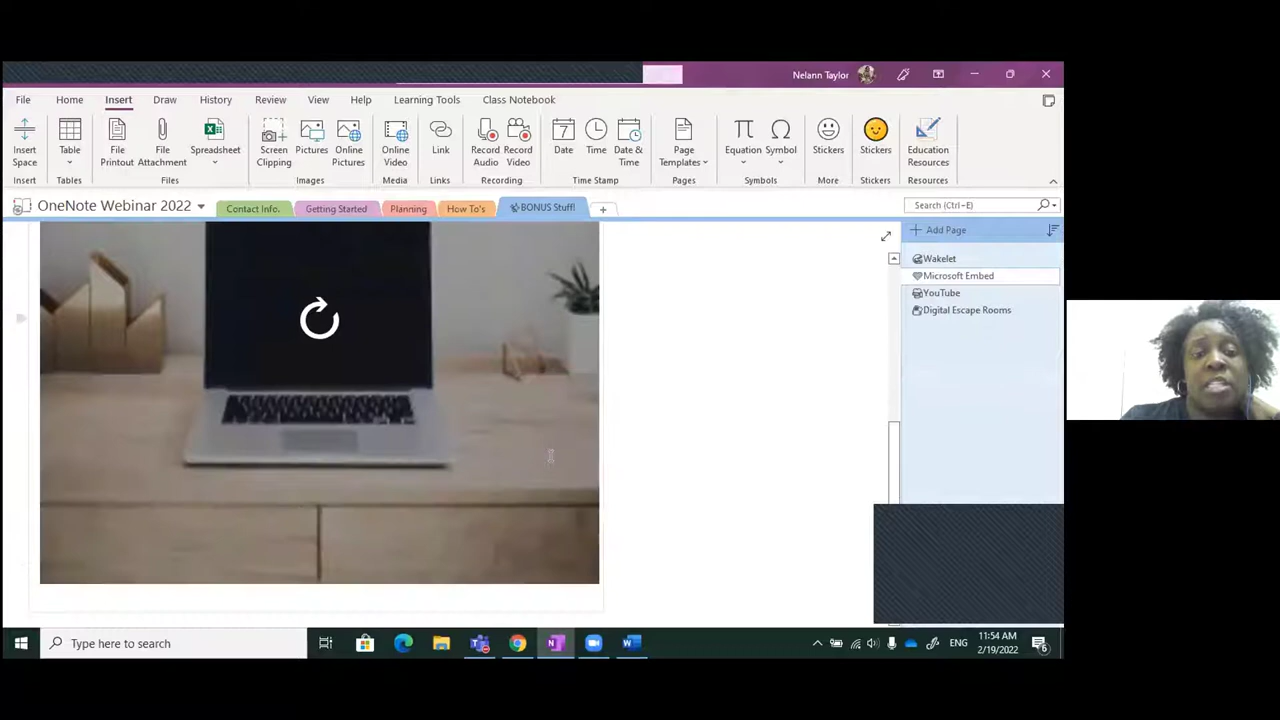 Nelann Taylor
File Home Insert Draw History Review View Help Learning Tools Class Notebook
Insert Space
Table
File Printout
File Attachment
Spreadsheet
Screen Clipping
Pictures
Online Pictures
Online Video
Link
Record Audio
Record Video
Date
Time
Date & Time
Page Templates
Equation
Symbol
Stickers
Stickers
Education Resources
Insert Tables Files Images Media Links Recording Time Stamp Pages Symbols More Stickers Resources
OneNote Webinar 2022 Contact Info. Getting Started Planning How To's BONUS Stuff! Search (Ctrl+E)
Add Page
Wakelet
Microsoft Embed
YouTube
Digital Escape Rooms
Type here to search
ENG
11:54 AM
2/19/2022
6